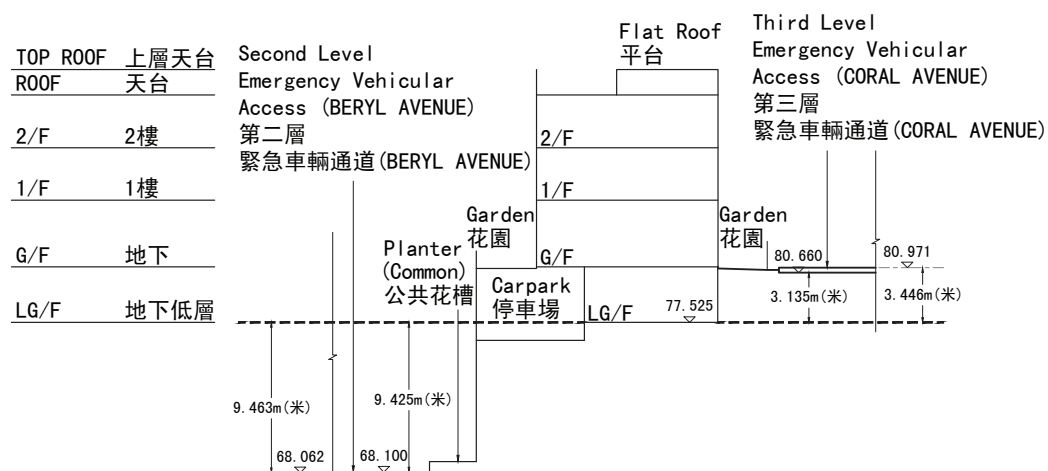 TOP ROOF 上層天台
ROOF 天台
2/F 2樓
1/F 1樓
G/F 地下
LG/F 地下低層
Second Level
Emergency Vehicular
Access (BERYL AVENUE)
第二層
緊急車輛通道(BERYL AVENUE)
Flat Roof
平台
Third Level
Emergency Vehicular
Access (CORAL AVENUE)
第三層
緊急車輛通道(CORAL AVENUE)
2/F
1/F
G/F
LG/F
Garden
花園
Planter
(Common)
公共花槽
Carpark
停車場
77.525
Garden
花園
80.660
80.971
3.135m(米)
3.446m(米)
9.463m(米)
9.425m(米)
68.062
68.100